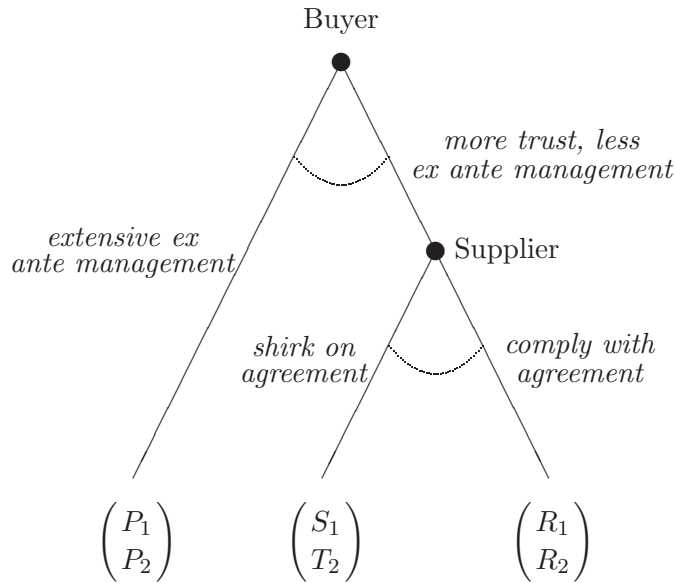 Buyer
more trust, less
ex ante management
extensive ex
ante management
Supplier
shirk on
agreement
comply with
agreement
P₁
P₂
S₁
T₂
R₁
R₂